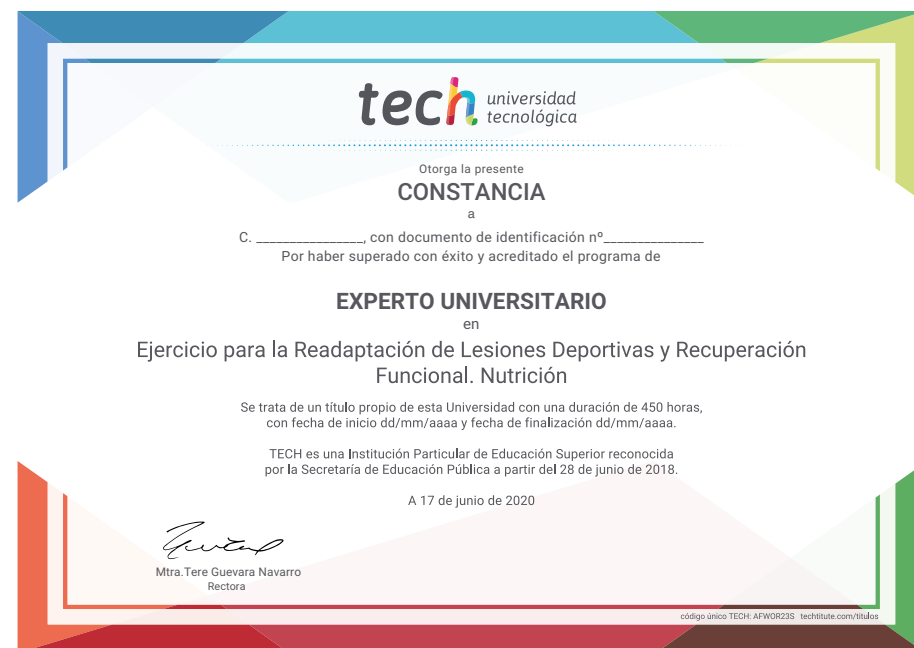 tech universidad
tecnológica
Otorga la presente
CONSTANCIA
a
C. ________________, con documento de identificación nº_______________
Por haber superado con éxito y acreditado el programa de
EXPERTO UNIVERSITARIO
en
Ejercicio para la Readaptación de Lesiones Deportivas y Recuperación
Funcional. Nutrición
Se trata de un título propio de esta Universidad con una duración de 450 horas,
con fecha de inicio dd/mm/aaaa y fecha de finalización dd/mm/aaaa.
TECH es una Institución Particular de Educación Superior reconocida
por la Secretaría de Educación Pública a partir del 28 de junio de 2018.
A 17 de junio de 2020
Mtra.Tere Guevara Navarro
Rectora
código único TECH: AFWOR23S techtitute.com/titulos